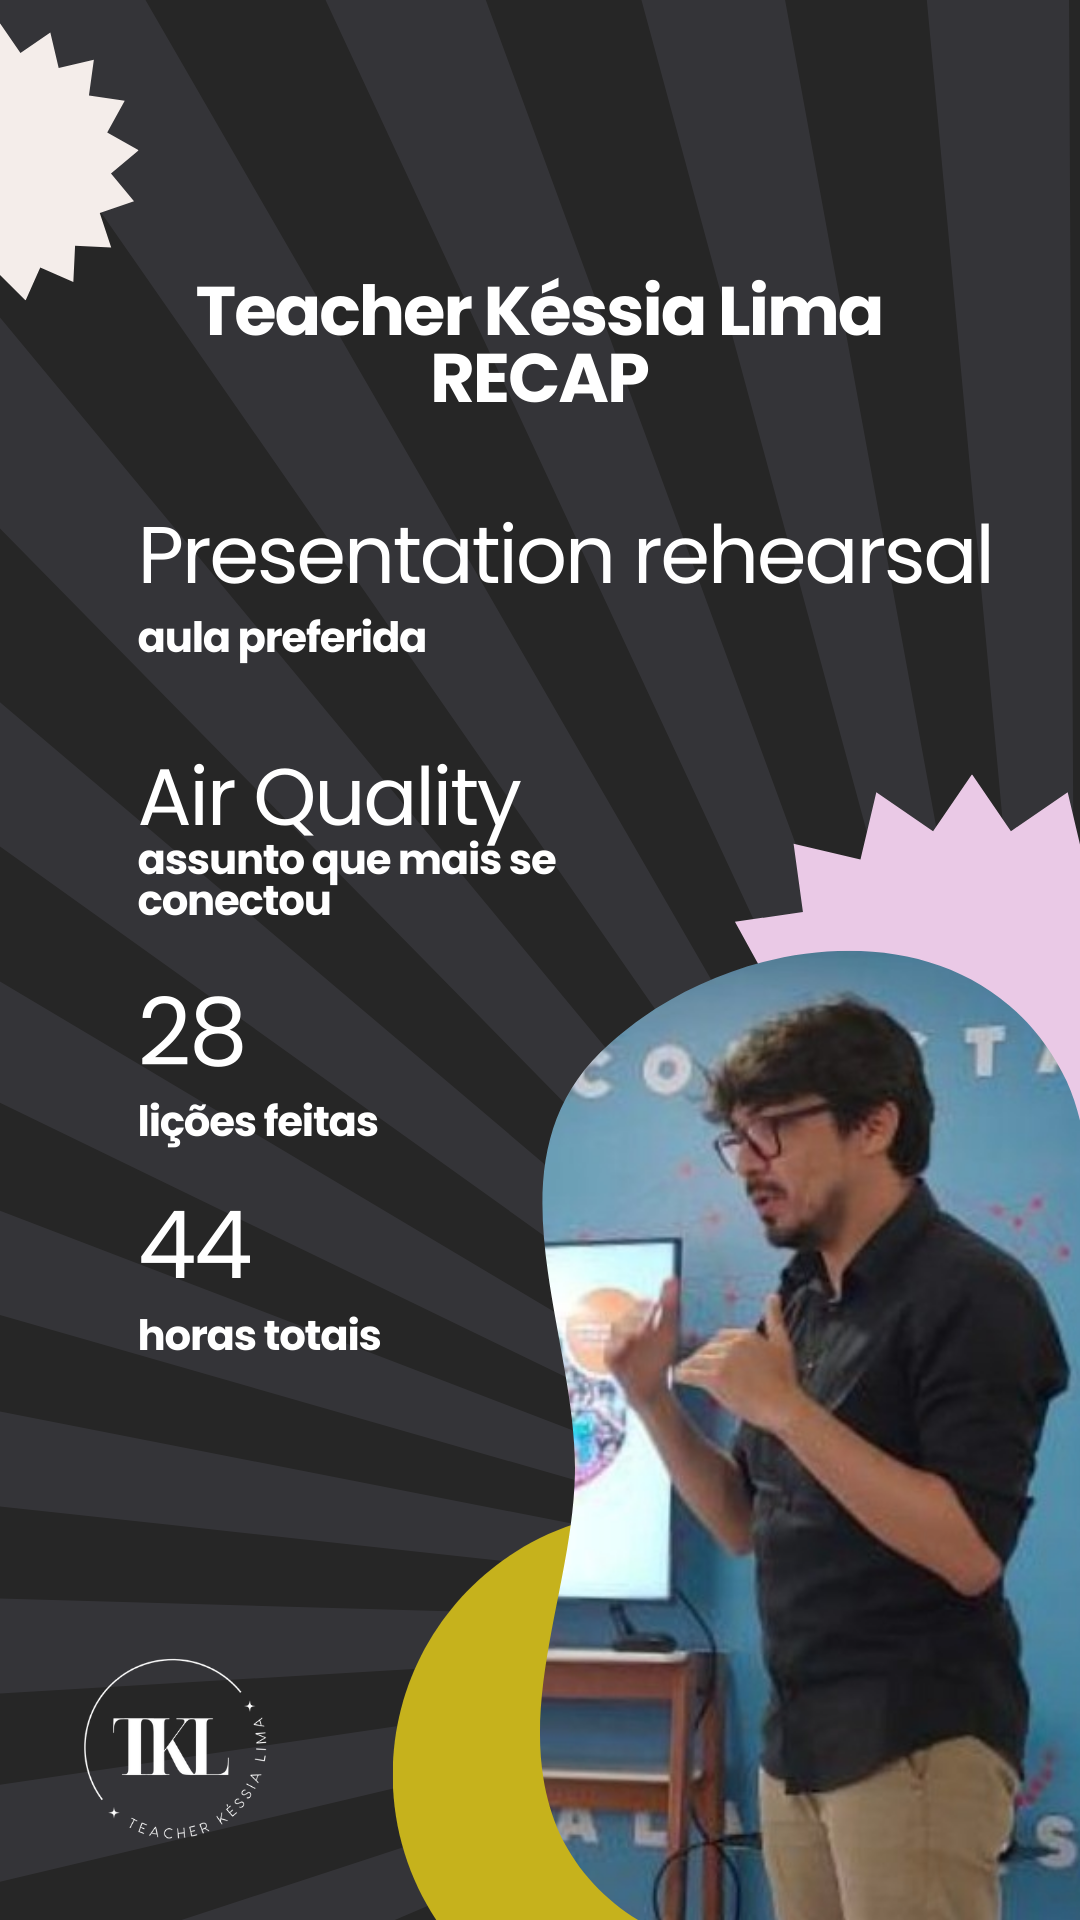 Teacher Késsia Lima
RECAP
Presentation rehearsal
aula preferida
Air Quality
assunto que mais se
conectou
28
lições feitas
44
horas totais
TKL
TEACHER KÉSSIA LIMA